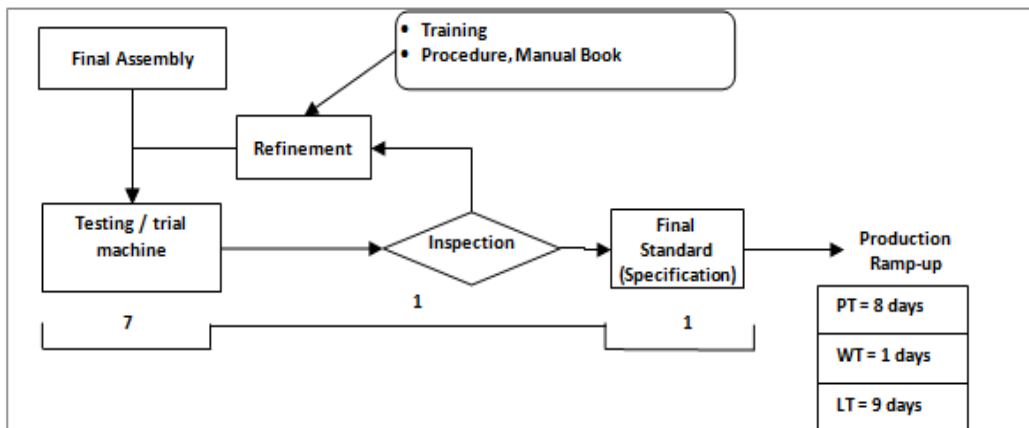 Final Assembly
• Training
• Procedure, Manual Book
Refinement
Testing / trial
machine
Inspection
Final
Standard
(Specification)
Production
Ramp-up
7
1
1
PT = 8 days
WT = 1 days
LT = 9 days